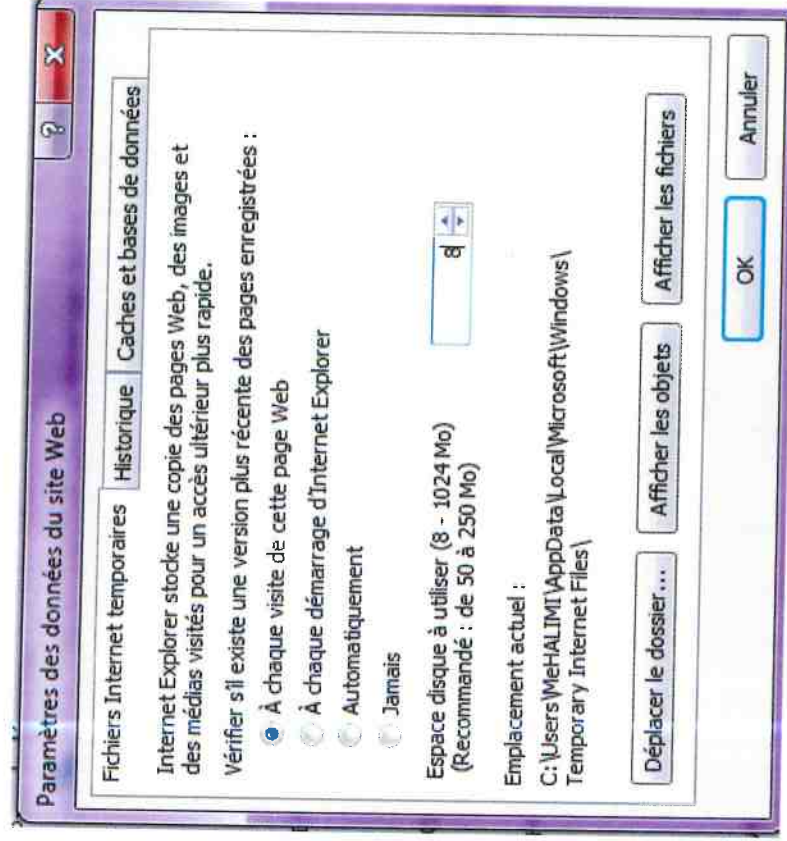 Paramètres des données du site Web
Fichiers Internet temporaires
Historique
Caches et bases de données
Internet Explorer stocke une copie des pages Web, des images et
des médias visités pour un accès ultérieur plus rapide.
Vérifier s'il existe une version plus récente des pages enregistrées :
À chaque visite de cette page Web
À chaque démarrage d'Internet Explorer
Automatiquement
Jamais
Espace disque à utiliser (8 - 1024 Mo)
(Recommandé : de 50 à 250 Mo)
8
Emplacement actuel :
C:\Users\MeHALIMI\AppData\Local\Microsoft\Windows\
Temporary Internet Files\
Déplacer le dossier...
Afficher les objets
Afficher les fichiers
OK
Annuler